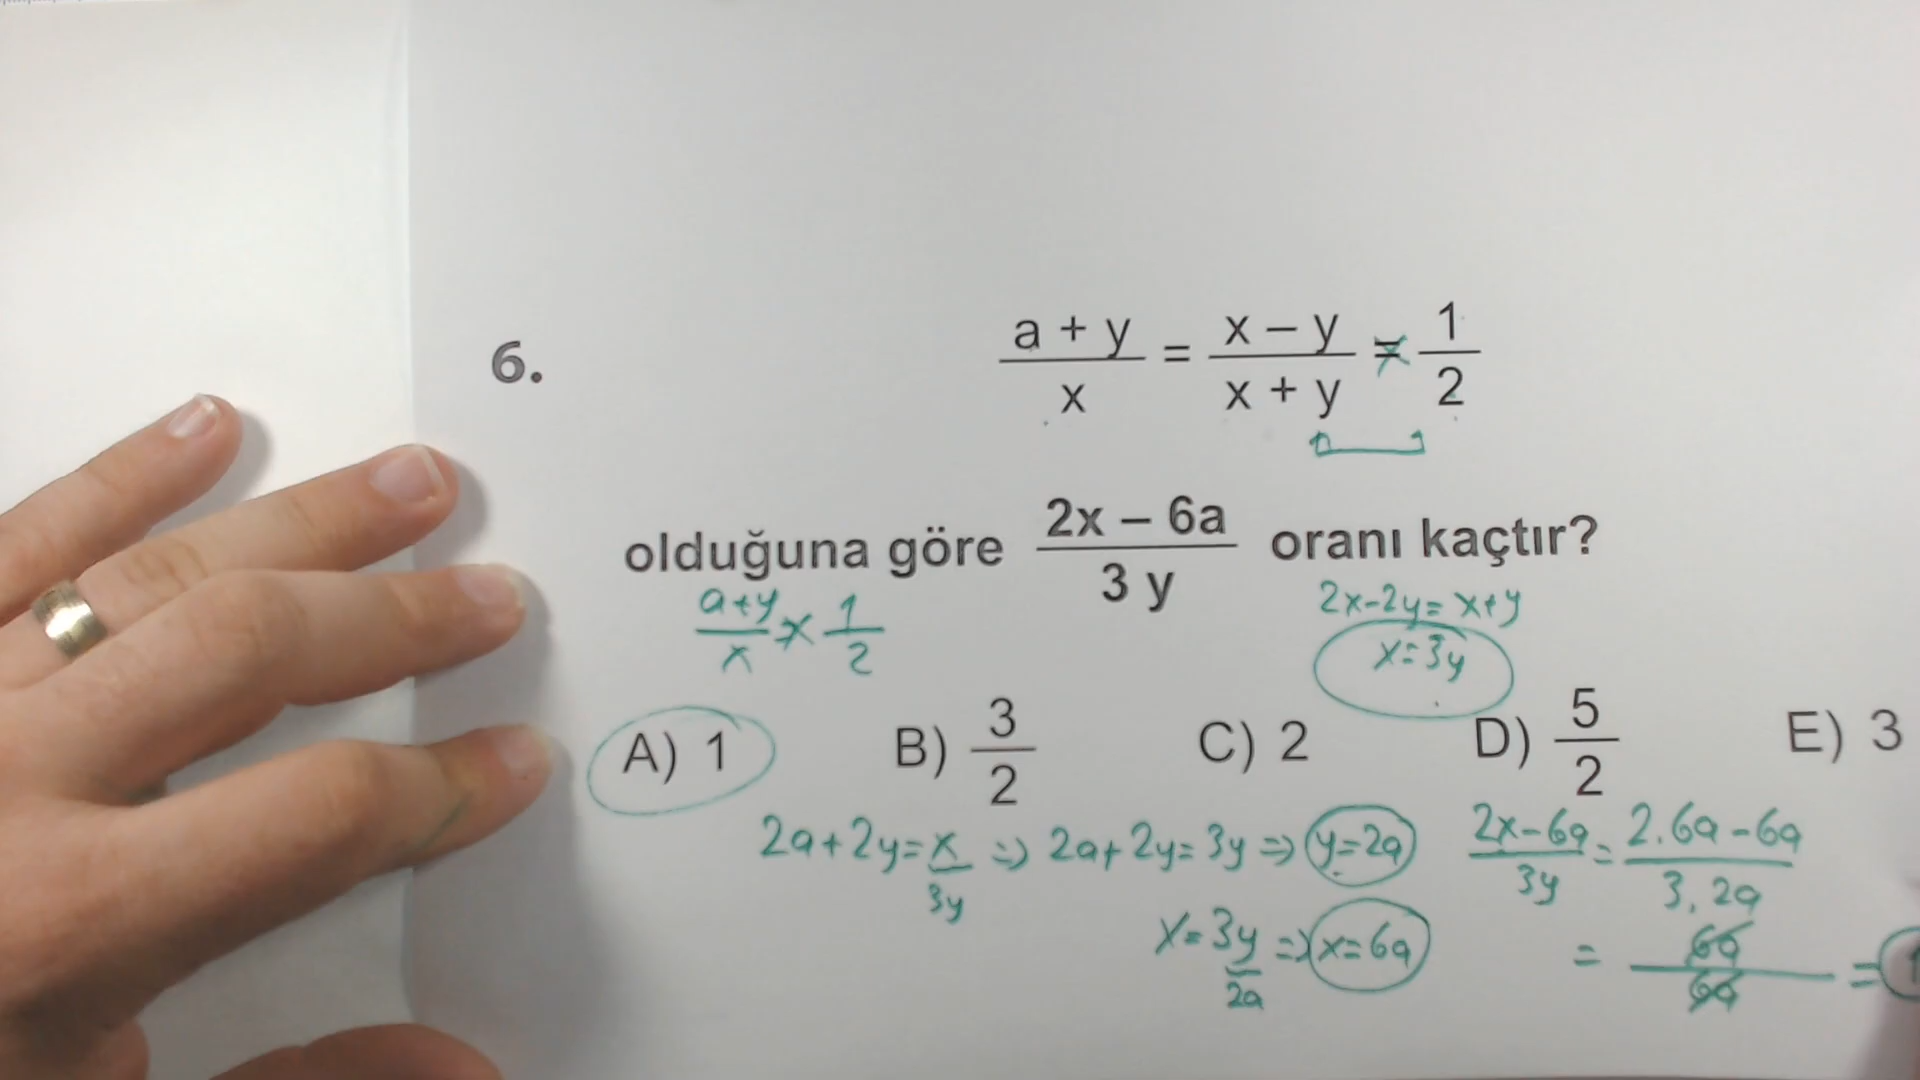 6. a + y / x = x – y / x + y = 1 / 2
olduğuna göre 2x – 6a / 3 y oranı kaçtır?
a+y / x × 1 / 2
2x-2y = x+y
x = 3y
A) 1 B) 3 / 2 C) 2 D) 5 / 2 E) 3
2a+2y = x / 3y => 2a+2y = 3y => y=2a
2x-6a / 3y = 2.6a-6a / 3.2a
x = 3y / 2a => x=6a
= 6a / 6a = 1